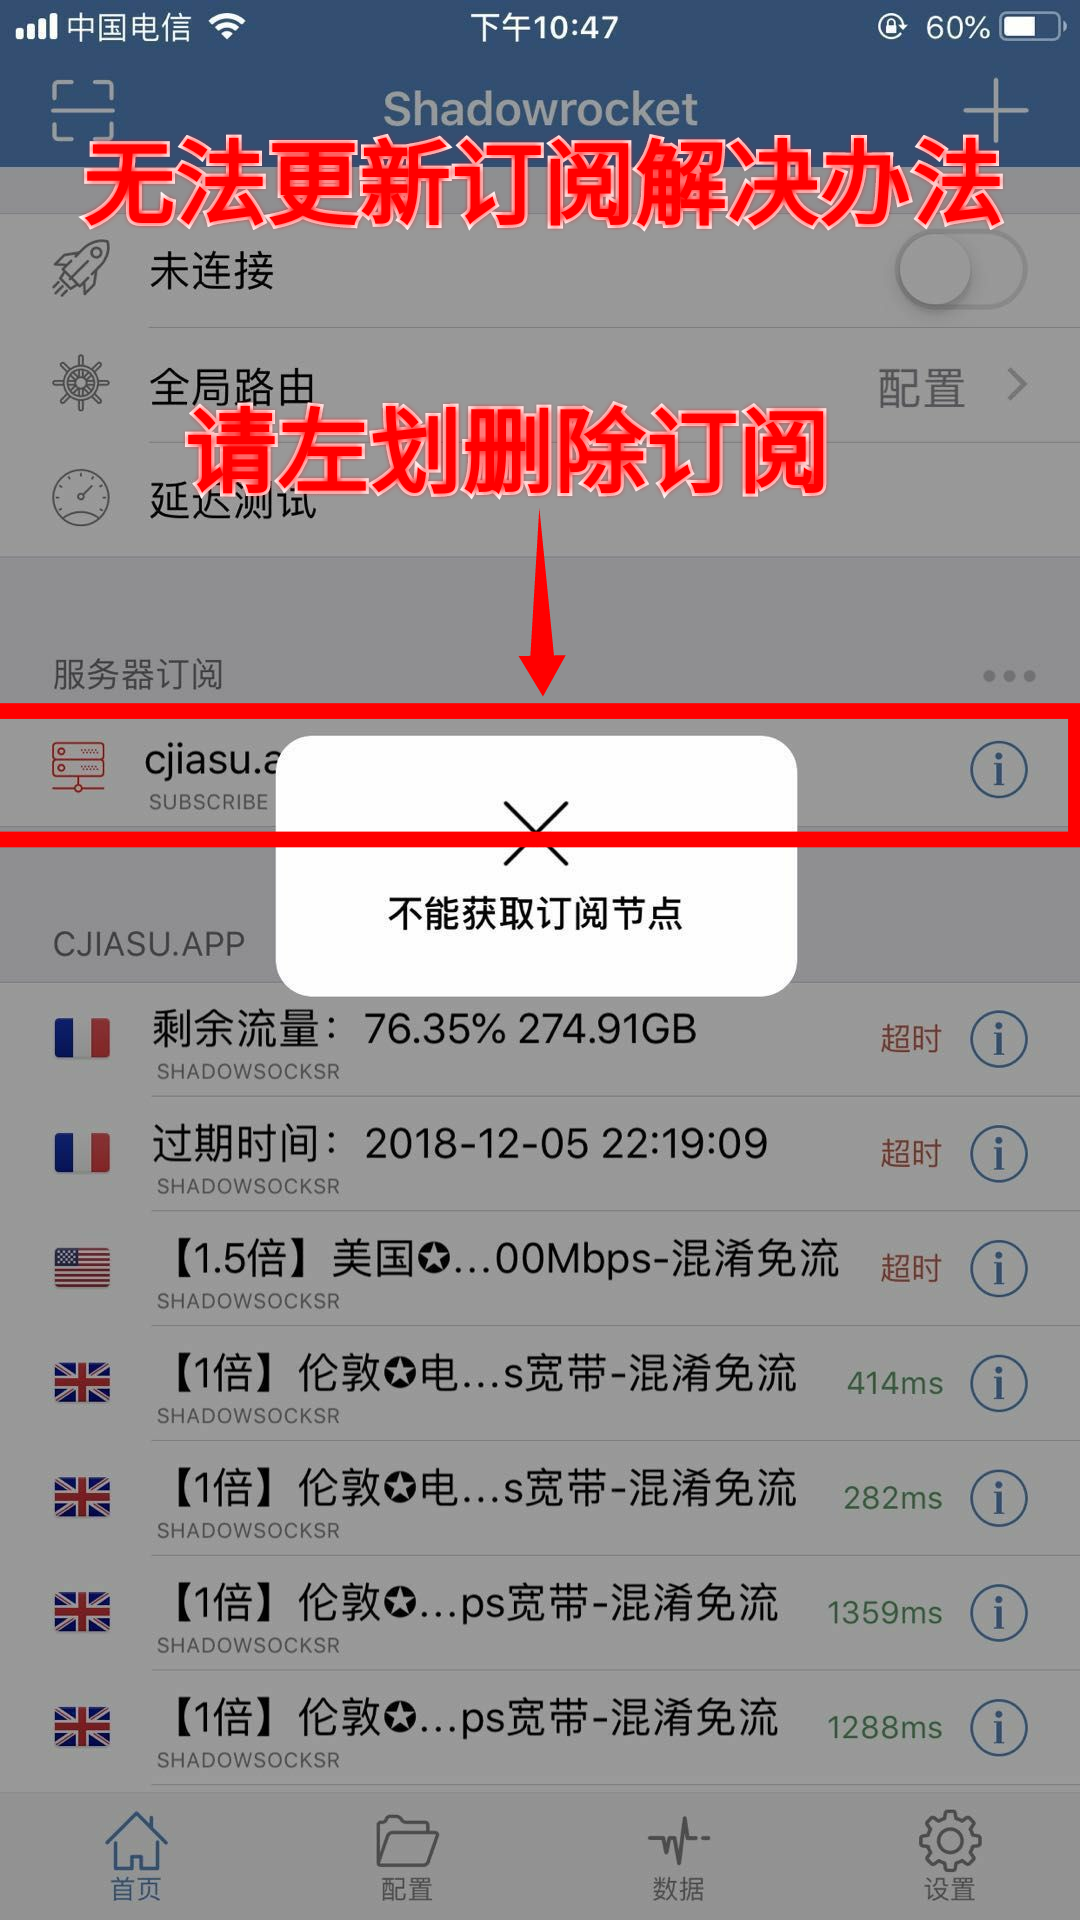 中国电信 下午10:47 60%
Shadowrocket
无法更新订阅解决办法
未连接
全局路由 配置
请左划删除订阅
延迟测试
服务器订阅
cjiasu.a
SUBSCRIBE
不能获取订阅节点
CJIASU.APP
剩余流量：76.35% 274.91GB 超时
SHADOWSOCKSR
过期时间：2018-12-05 22:19:09 超时
SHADOWSOCKSR
【1.5倍】美国✪...00Mbps-混淆免流 超时
SHADOWSOCKSR
【1倍】伦敦✪电...s宽带-混淆免流 414ms
SHADOWSOCKSR
【1倍】伦敦✪电...s宽带-混淆免流 282ms
SHADOWSOCKSR
【1倍】伦敦✪...ps宽带-混淆免流 1359ms
SHADOWSOCKSR
【1倍】伦敦✪...ps宽带-混淆免流 1288ms
SHADOWSOCKSR
首页 配置 数据 设置